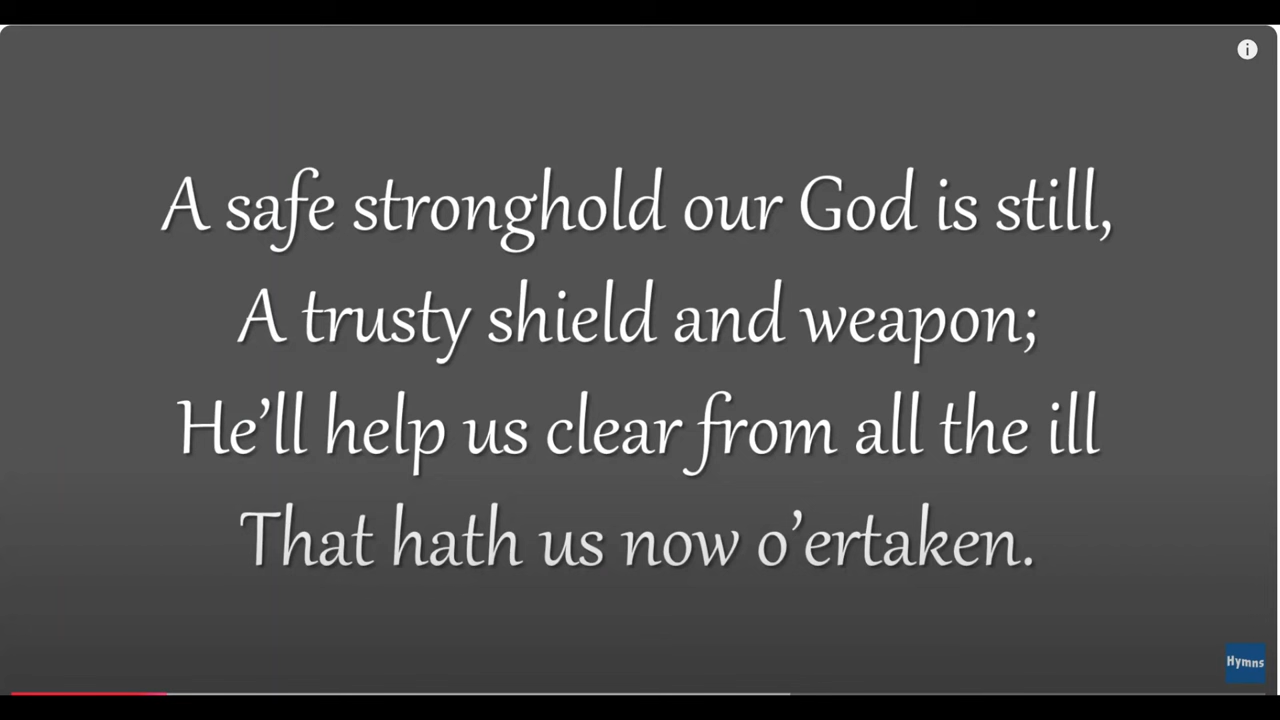 A safe stronghold our God is still,
A trusty shield and weapon;
He’ll help us clear from all the ill
That hath us now o’ertaken.
Hymns